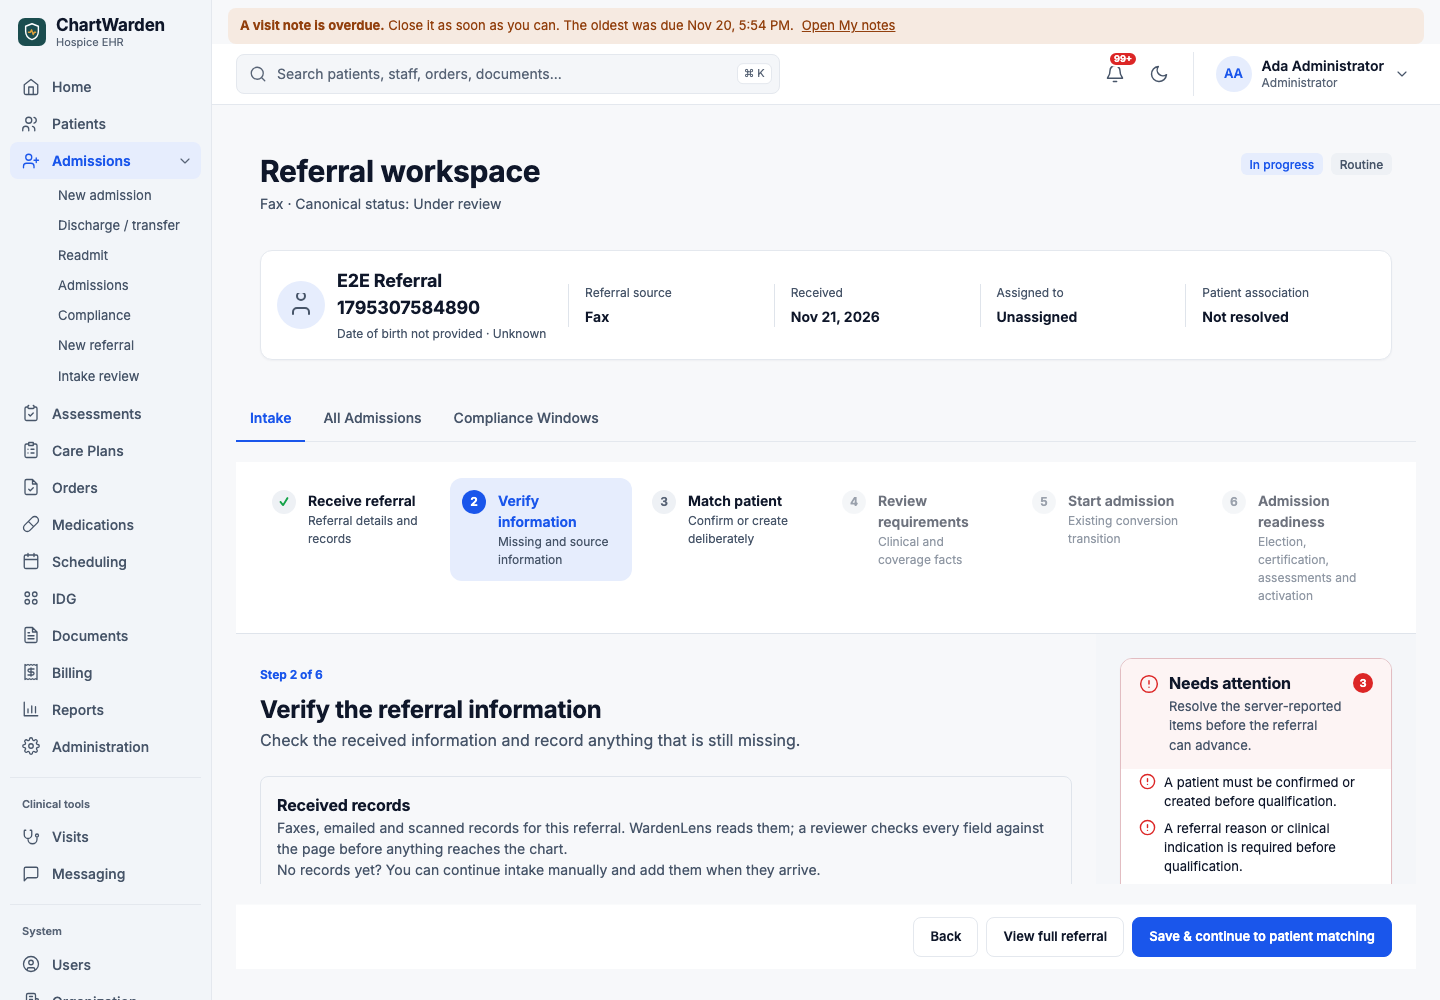 ChartWarden
Hospice EHR
Home
Patients
Admissions
New admission
Discharge / transfer
Readmit
Admissions
Compliance
New referral
Intake review
Assessments
Care Plans
Orders
Medications
Scheduling
IDG
Documents
Billing
Reports
Administration
Clinical tools
Visits
Messaging
System
Users
A visit note is overdue. Close it as soon as you can. The oldest was due Nov 20, 5:54 PM. Open My notes
Search patients, staff, orders, documents...
⌘ K
99+
AA
Ada Administrator
Administrator
Referral workspace
Fax · Canonical status: Under review
In progress
Routine
E2E Referral
1795307584890
Date of birth not provided · Unknown
Referral source
Fax
Received
Nov 21, 2026
Assigned to
Unassigned
Patient association
Not resolved
Intake
All Admissions
Compliance Windows
Receive referral
Referral details and
records
2
Verify
information
Missing and source
information
3
Match patient
Confirm or create
deliberately
4
Review
requirements
Clinical and
coverage facts
5
Start admission
Existing conversion
transition
6
Admission
readiness
Election,
certification,
assessments and
activation
Step 2 of 6
Verify the referral information
Check the received information and record anything that is still missing.
Received records
Faxes, emailed and scanned records for this referral. WardenLens reads them; a reviewer checks every field against
the page before anything reaches the chart.
No records yet? You can continue intake manually and add them when they arrive.
Needs attention
3
Resolve the server-reported
items before the referral
can advance.
A patient must be confirmed or
created before qualification.
A referral reason or clinical
indication is required before
qualification.
Back
View full referral
Save & continue to patient matching